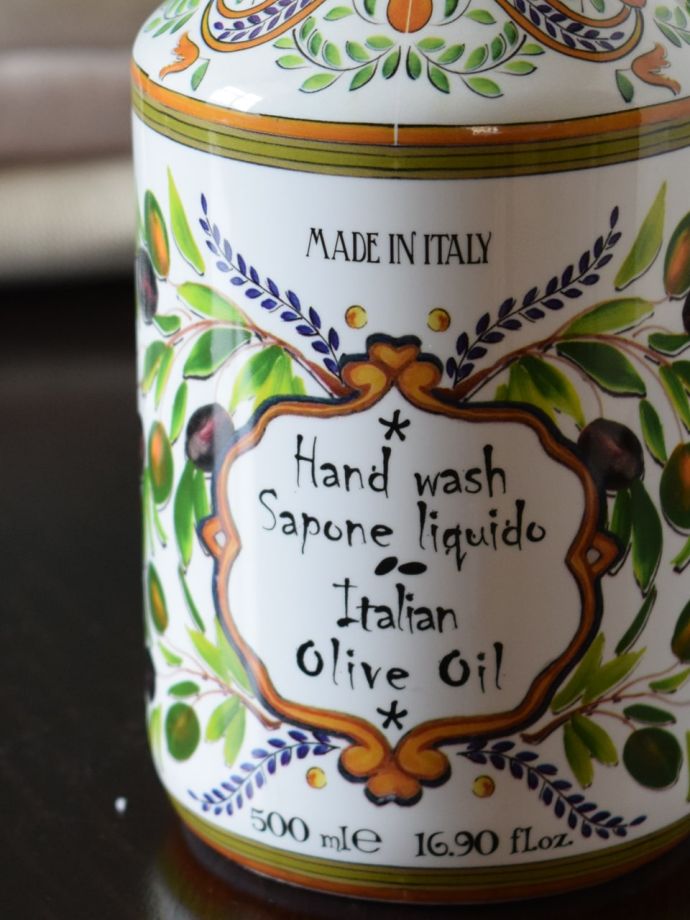 MADE IN ITALY
*
Hand wash
Sapone liquido
Italian
Olive Oil
*
500 ml℮ 16.90 fl.oz.